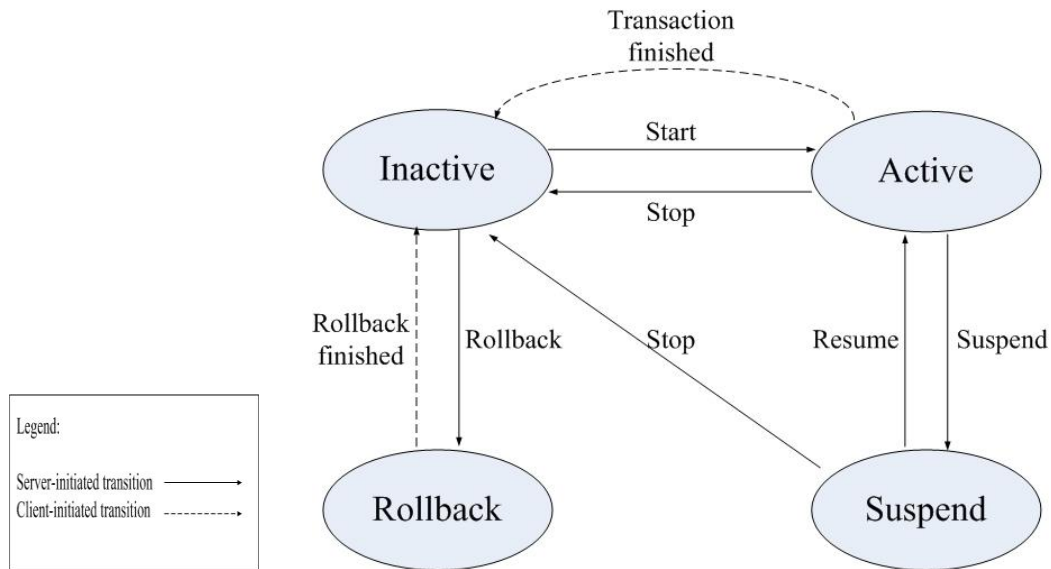 Transaction
finished
Start
Inactive
Active
Stop
Rollback
finished
Rollback
Stop
Resume
Suspend
Legend:
Server-initiated transition
Client-initiated transition
Rollback
Suspend